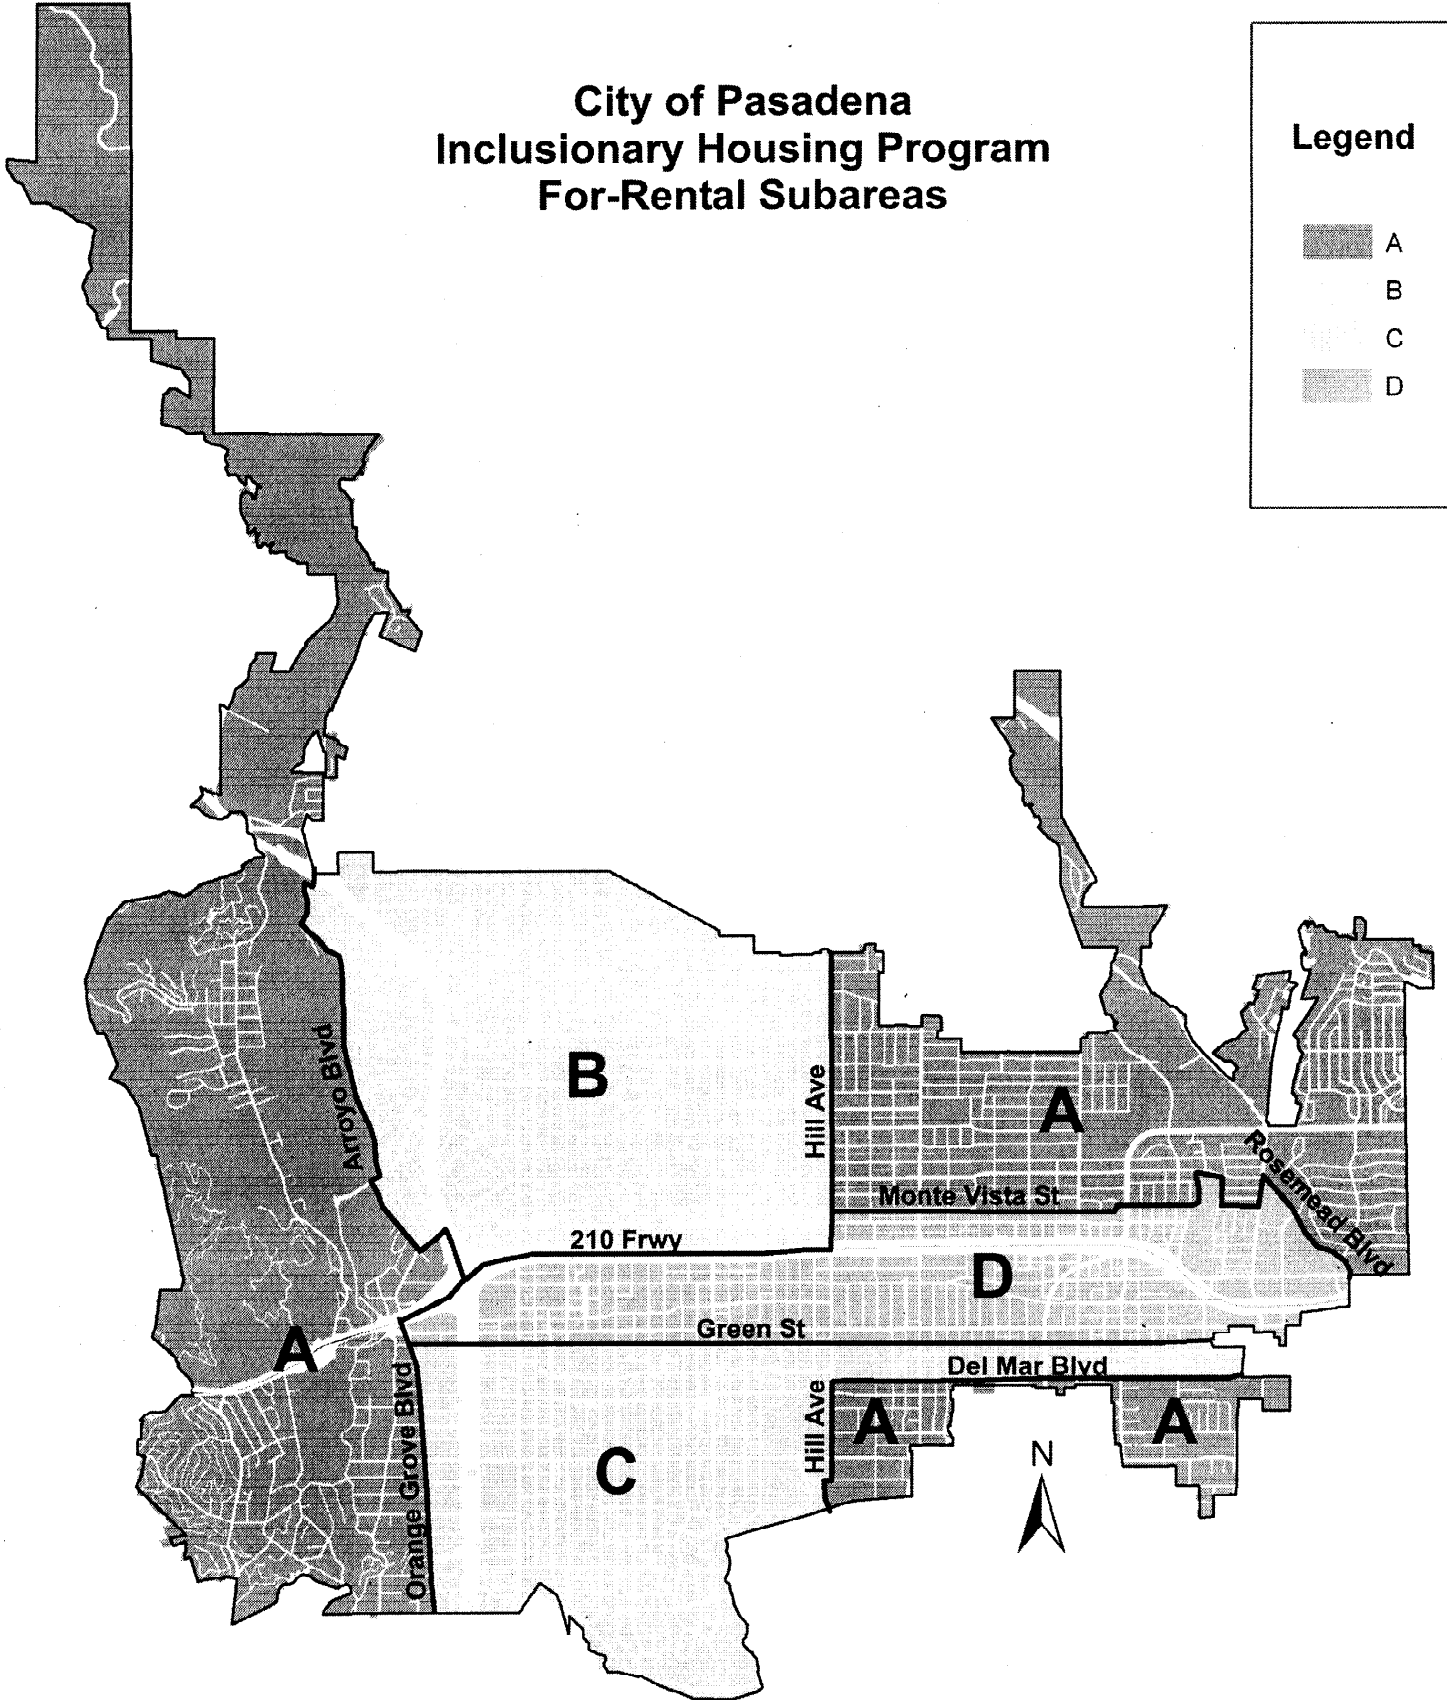 City of Pasadena
Inclusionary Housing Program
For-Rental Subareas
Legend
A
B
C
D
Arroyo Blvd
B
Hill Ave
A
Rosemead Blvd
Monte Vista St
210 Frwy
D
Green St
A
Del Mar Blvd
Orange Grove Blvd
Hill Ave
A
A
C
N